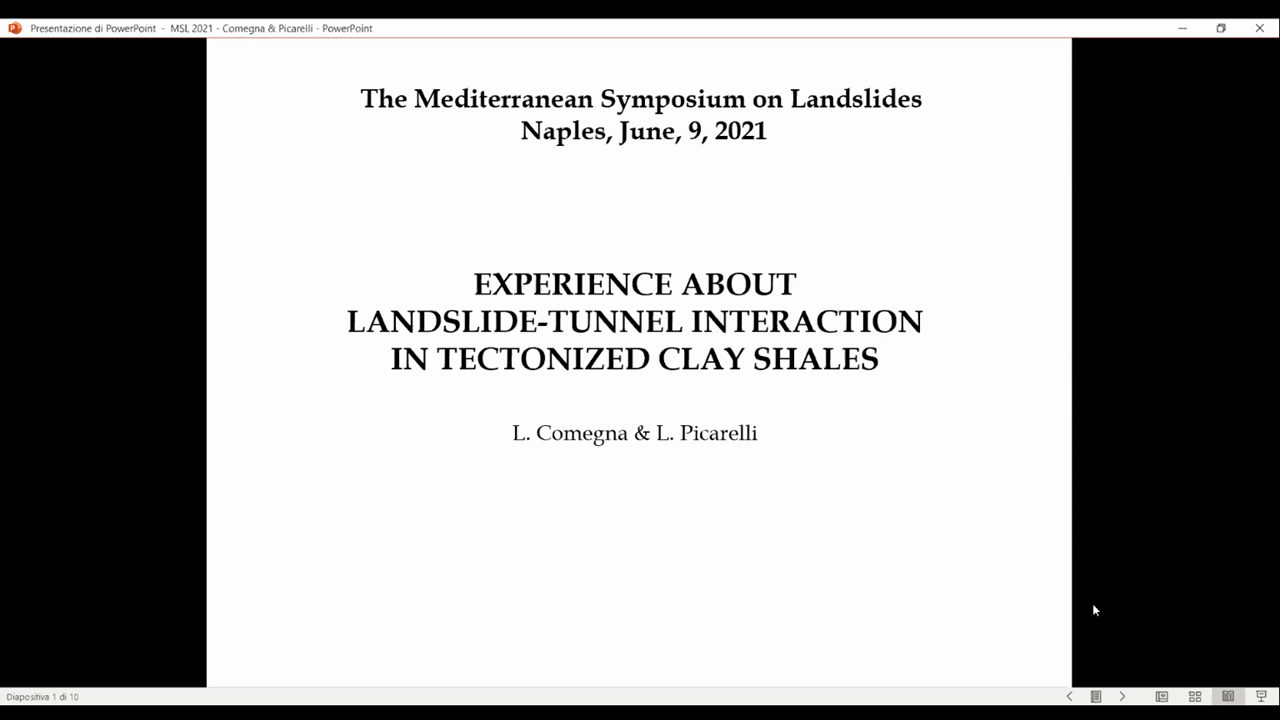 Presentazione di PowerPoint - MSL 2021 - Comegna & Picarelli - PowerPoint
The Mediterranean Symposium on Landslides
Naples, June, 9, 2021
EXPERIENCE ABOUT
LANDSLIDE-TUNNEL INTERACTION
IN TECTONIZED CLAY SHALES
L. Comegna & L. Picarelli
Diapositiva 1 di 10